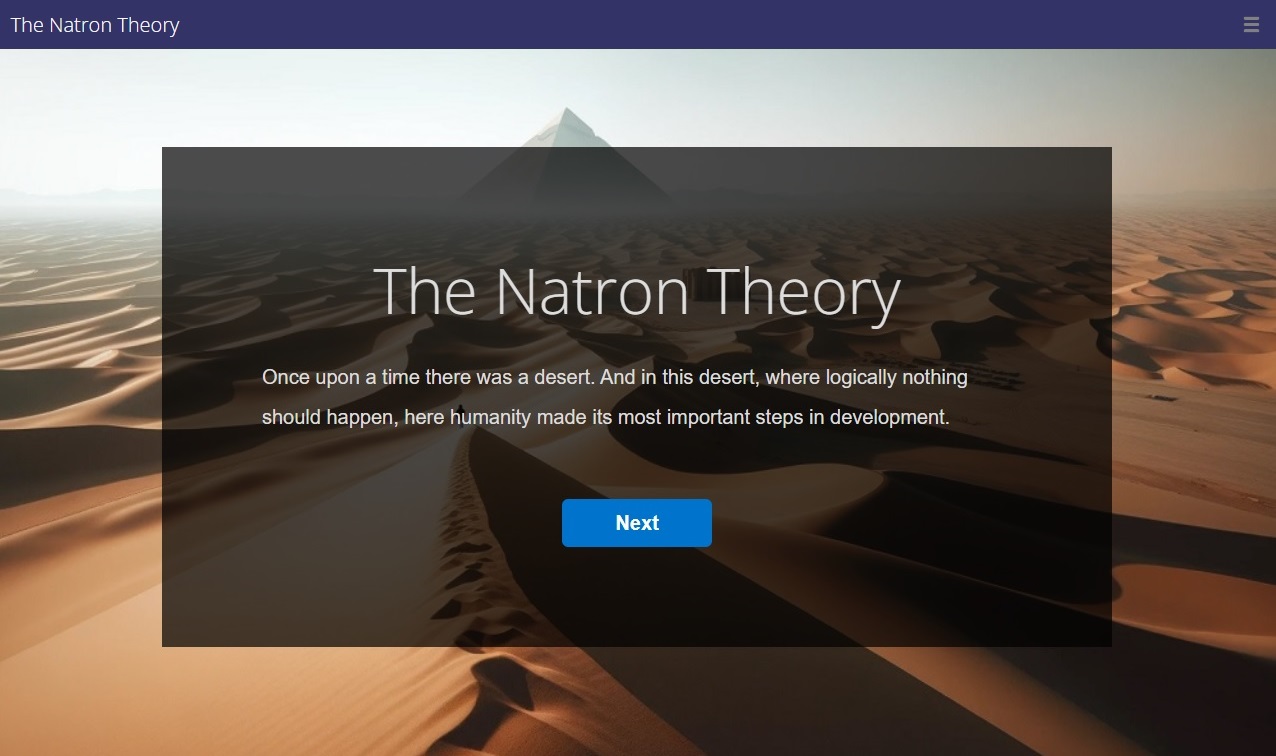 The Natron Theory
The Natron Theory
Once upon a time there was a desert. And in this desert, where logically nothing
should happen, here humanity made its most important steps in development.
Next